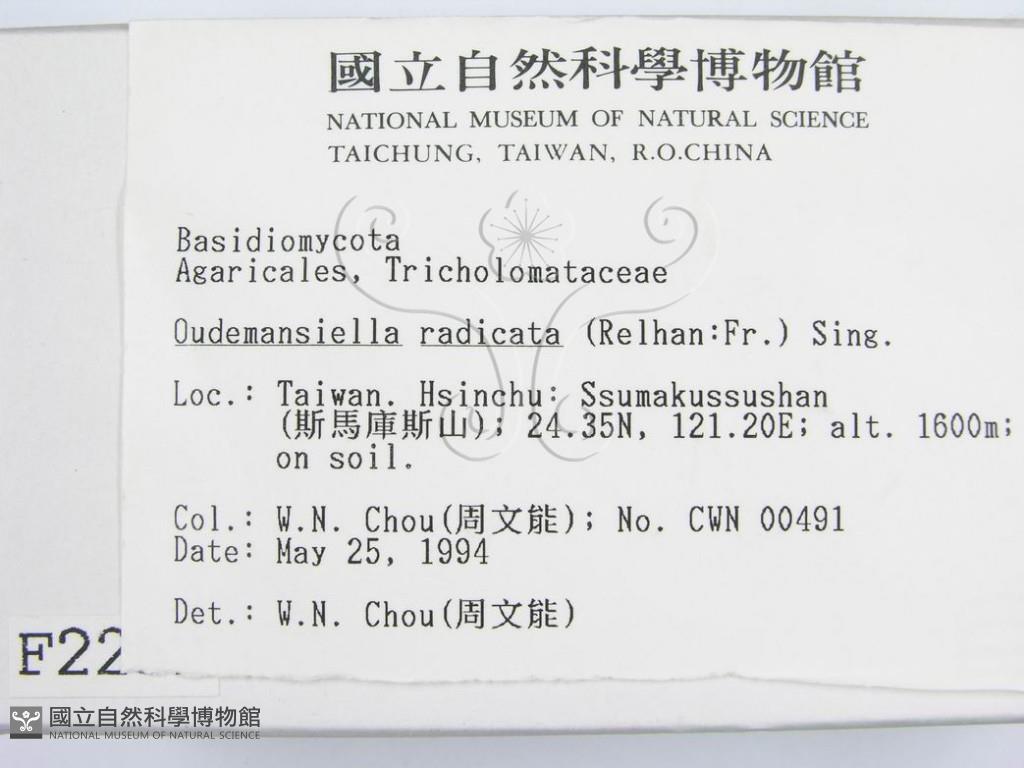 國立自然科學博物館
NATIONAL MUSEUM OF NATURAL SCIENCE
TAICHUNG, TAIWAN, R.O.CHINA
Basidiomycota
Agaricales, Tricholomataceae
Oudemansiella radicata (Relhan:Fr.) Sing.
Loc.: Taiwan. Hsinchu: Ssumakussushan
(斯馬庫斯山); 24.35N, 121.20E; alt. 1600m;
on soil.
Col.: W.N. Chou(周文能); No. CWN 00491
Date: May 25, 1994
Det.: W.N. Chou(周文能)
F22
國立自然科學博物館
NATIONAL MUSEUM OF NATURAL SCIENCE